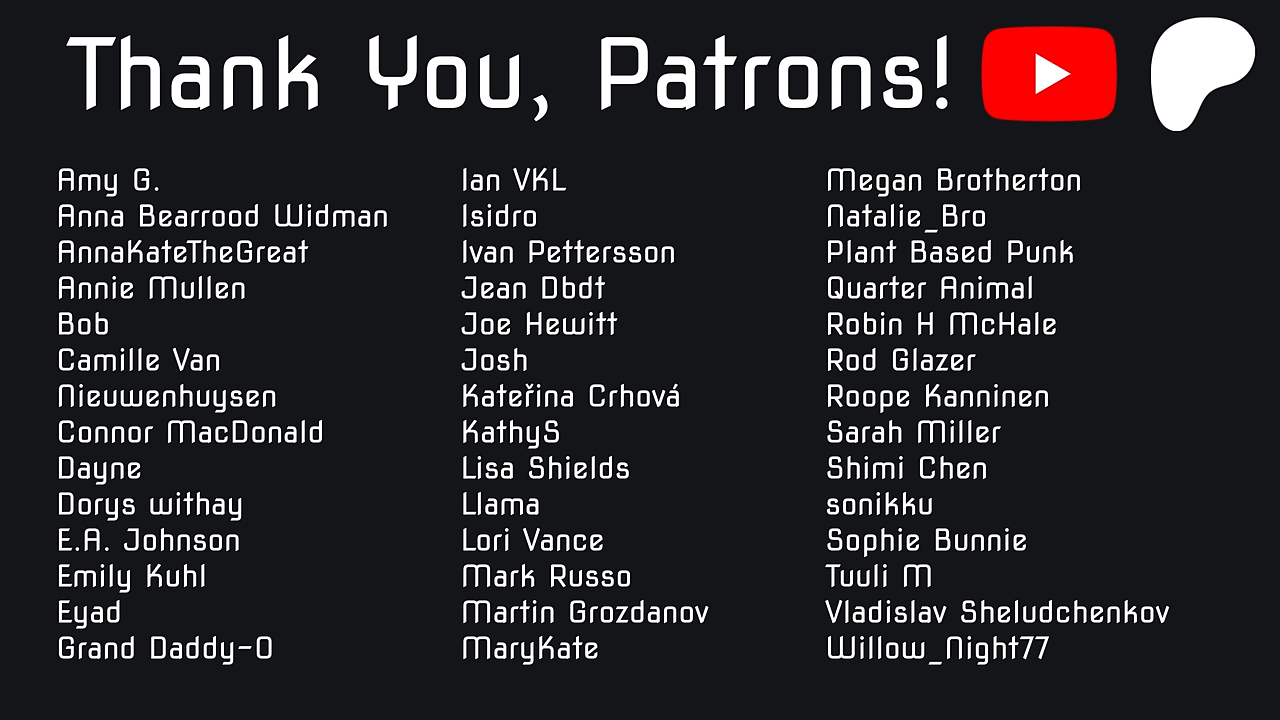 Thank You, Patrons!
Amy G.
Anna Bearrood Widman
AnnaKateTheGreat
Annie Mullen
Bob
Camille Van
Nieuwenhuysen
Connor MacDonald
Dayne
Dorys withay
E.A. Johnson
Emily Kuhl
Eyad
Grand Daddy-O
Ian VKL
Isidro
Ivan Pettersson
Jean Dbdt
Joe Hewitt
Josh
Kateřina Crhová
KathyS
Lisa Shields
Llama
Lori Vance
Mark Russo
Martin Grozdanov
MaryKate
Megan Brotherton
Natalie_Bro
Plant Based Punk
Quarter Animal
Robin H McHale
Rod Glazer
Roope Kanninen
Sarah Miller
Shimi Chen
sonikku
Sophie Bunnie
Tuuli M
Vladislav Sheludchenkov
Willow_Night77